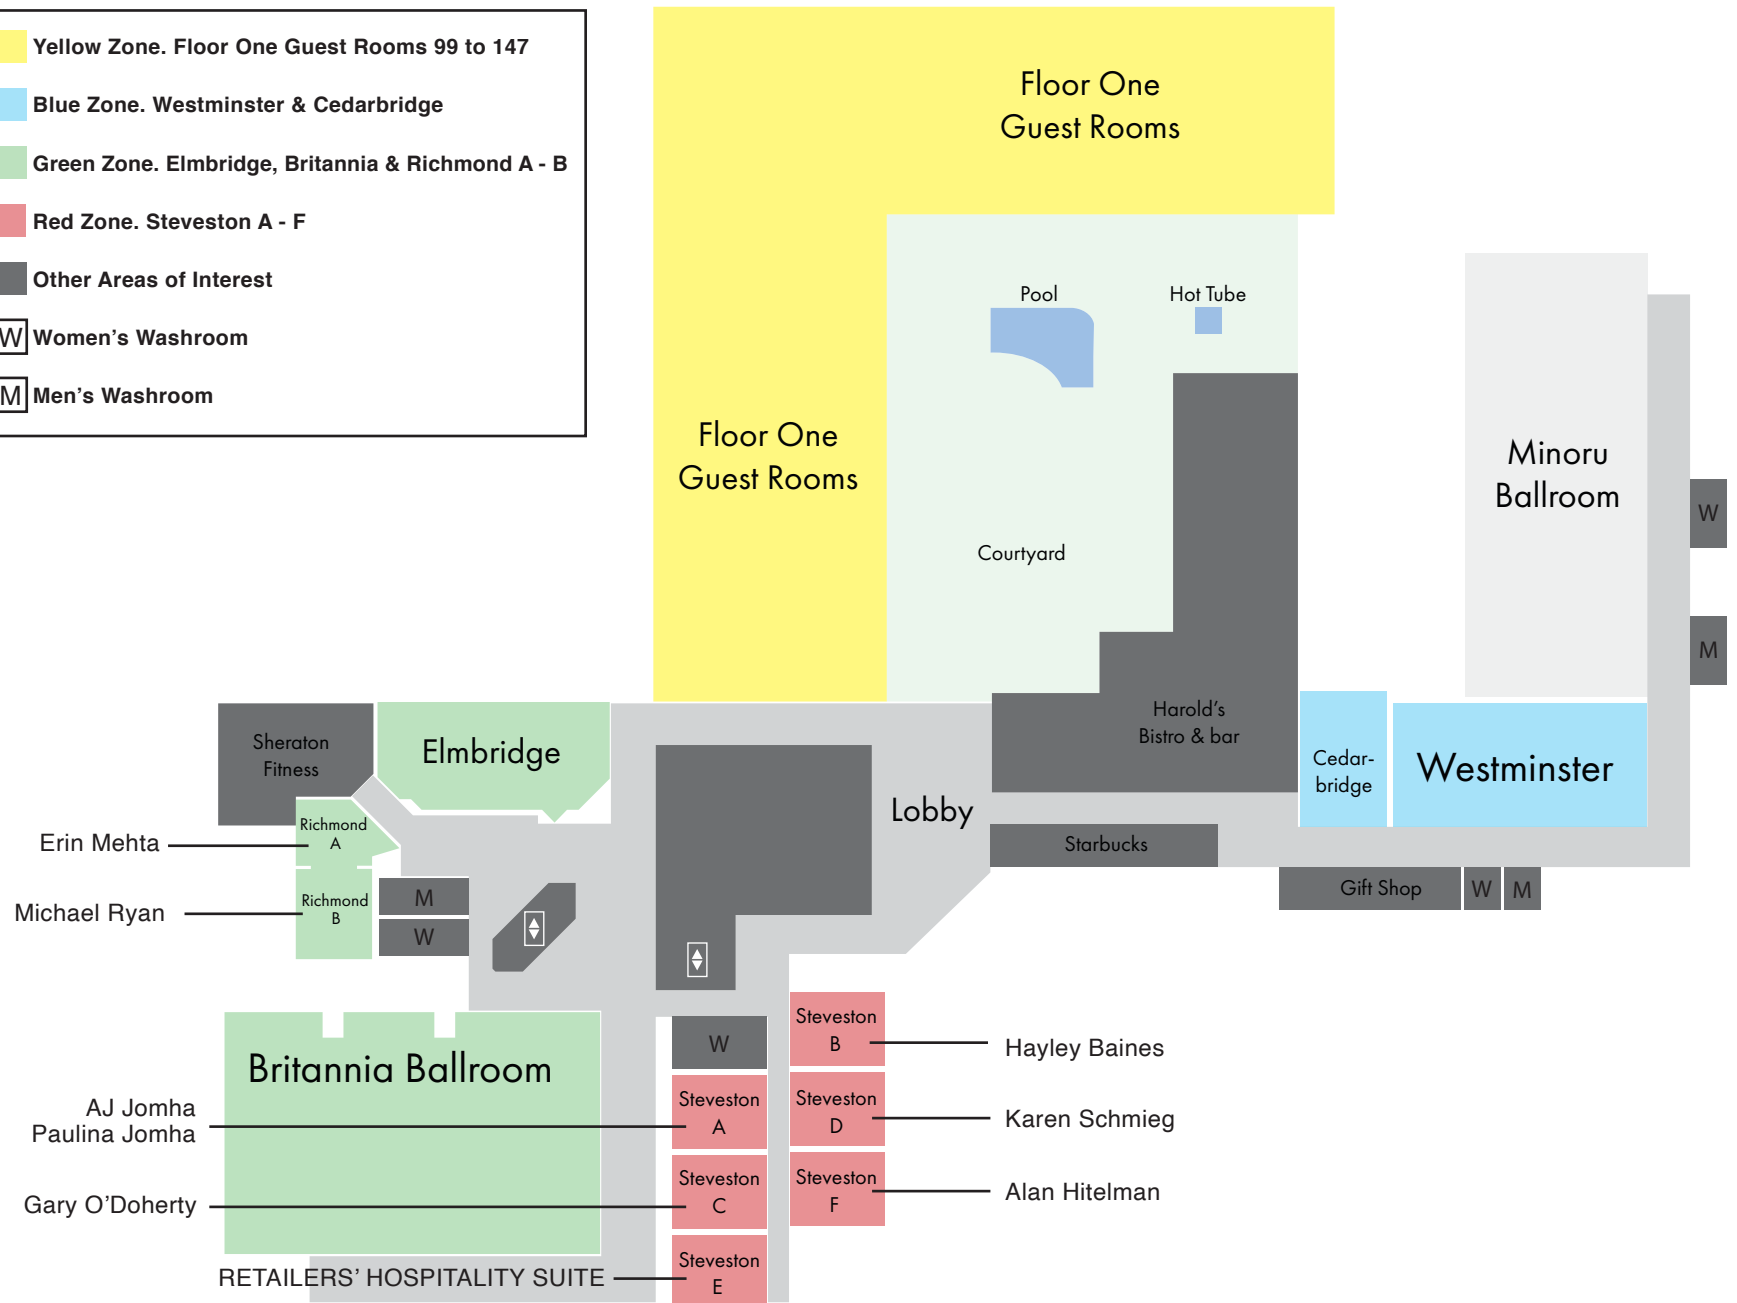 Yellow Zone. Floor One Guest Rooms 99 to 147
Blue Zone. Westminster & Cedarbridge
Green Zone. Elmbridge, Britannia & Richmond A - B
Red Zone. Steveston A - F
Other Areas of Interest
W Women's Washroom
M Men's Washroom
Floor One
Guest Rooms
Pool
Hot Tube
Floor One
Guest Rooms
Courtyard
Minoru
Ballroom
W
M
Sheraton
Fitness
Elmbridge
Harold's
Bistro & bar
Cedar-
bridge
Westminster
Lobby
Starbucks
Gift Shop
W
M
Erin Mehta
Richmond
A
Michael Ryan
Richmond
B
M
W
Britannia Ballroom
W
Steveston
B
Hayley Baines
AJ Jomha
Paulina Jomha
Steveston
A
Steveston
D
Karen Schmieg
Gary O'Doherty
Steveston
C
Steveston
F
Alan Hitelman
RETAILERS' HOSPITALITY SUITE
Steveston
E